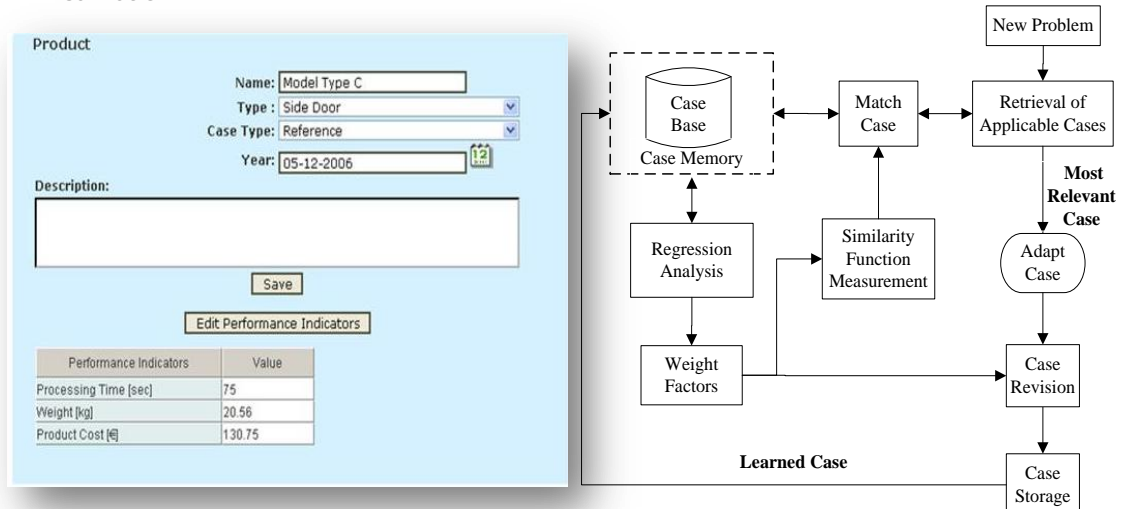 Product
Name: Model Type C
Type : Side Door
Case Type: Reference
Year: 05-12-2006
12
Description:
Save
Edit Performance Indicators
Performance Indicators Value
Processing Time [sec] 75
Weight [kg] 20.56
Product Cost [€] 130.75
New Problem
Case
Base
Case Memory
Match
Case
Retrieval of
Applicable Cases
Most
Relevant
Case
Regression
Analysis
Similarity
Function
Measurement
Adapt
Case
Weight
Factors
Case
Revision
Learned Case
Case
Storage